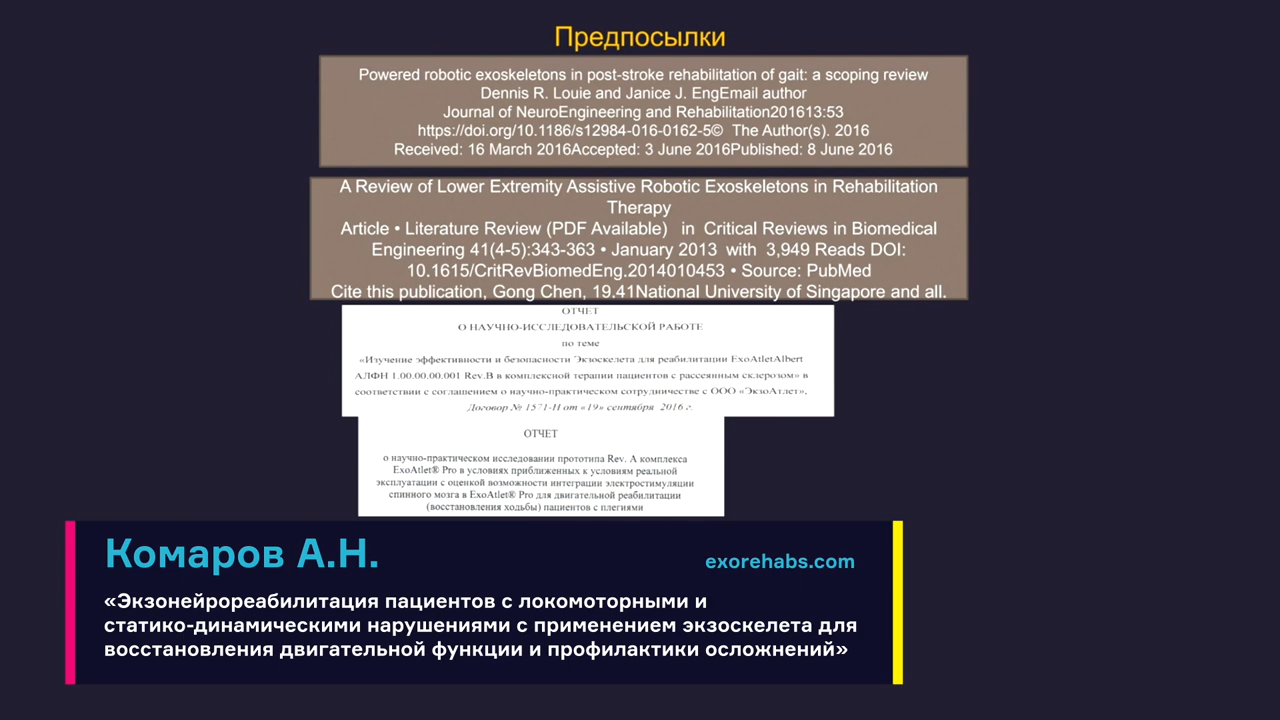 Предпосылки
Powered robotic exoskeletons in post-stroke rehabilitation of gait: a scoping review
Dennis R. Louie and Janice J. EngEmail author
Journal of NeuroEngineering and Rehabilitation201613:53
https://doi.org/10.1186/s12984-016-0162-5© The Author(s). 2016
Received: 16 March 2016Accepted: 3 June 2016Published: 8 June 2016
A Review of Lower Extremity Assistive Robotic Exoskeletons in Rehabilitation
Therapy
Article • Literature Review (PDF Available) in Critical Reviews in Biomedical
Engineering 41(4-5):343-363 • January 2013 with 3,949 Reads DOI:
10.1615/CritRevBiomedEng.2014010453 • Source: PubMed
Cite this publication, Gong Chen, 19.41National University of Singapore and all.
ОТЧЕТ
О НАУЧНО-ИССЛЕДОВАТЕЛЬСКОЙ РАБОТЕ
по теме
«Изучение эффективности и безопасности Экзоскелета для реабилитации ExoAtletAlbert
АЛФН 1.00.00.00.001 Rev.B в комплексной терапии пациентов с рассеянным склерозом» в
соответствии с соглашением о научно-практическом сотрудничестве с ООО «ЭкзоАтлет»,
Договор № 1571-Н от «19» сентября 2016 г.
ОТЧЕТ
о научно-практическом исследовании прототипа Rev. А комплекса
ExoAtlet® Pro в условиях приближенных к условиям реальной
эксплуатации с оценкой возможности интеграции электростимуляции
спинного мозга в ExoAtlet® Pro для двигательной реабилитации
(восстановления ходьбы) пациентов с плегиями
Комаров А.Н.
exorehabs.com
«Экзонейрореабилитация пациентов с локомоторными и
статико-динамическими нарушениями с применением экзоскелета для
восстановления двигательной функции и профилактики осложнений»